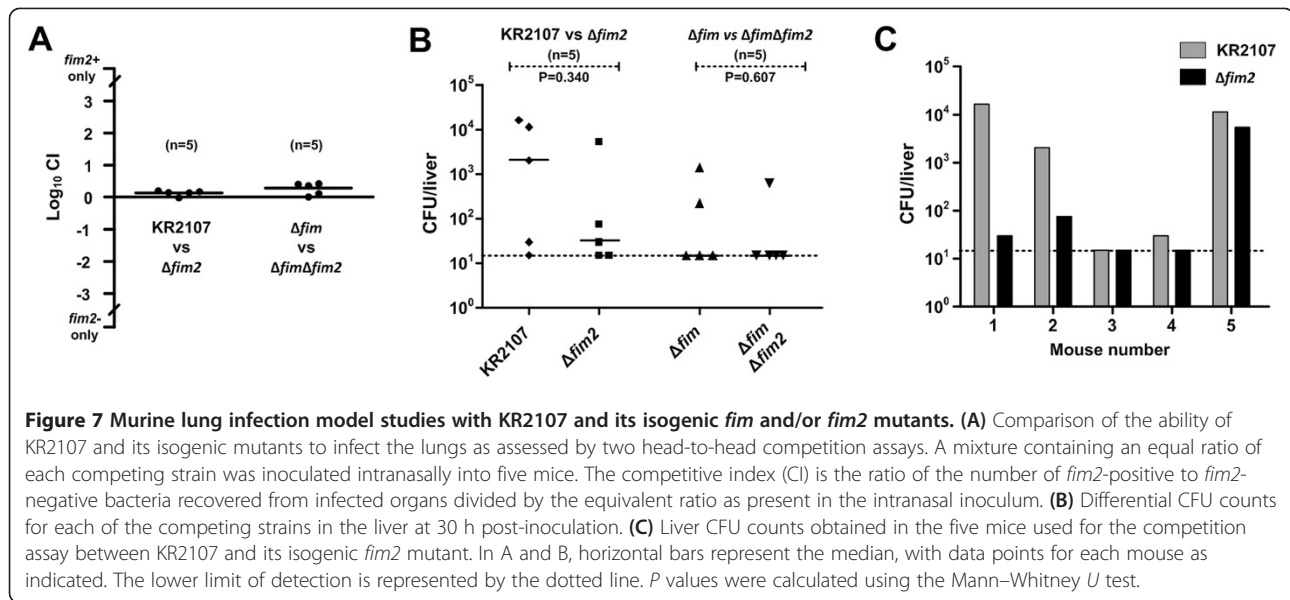 A
fim2+
only
3
2
1
0
-1
-2
-3
fim2-
only
Log10 CI
(n=5)
(n=5)
KR2107
vs
Δfim2
Δfim
vs
ΔfimΔfim2
B
KR2107 vs Δfim2
(n=5)
P=0.340
Δfim vs ΔfimΔfim2
(n=5)
P=0.607
CFU/liver
10^5
10^4
10^3
10^2
10^1
10^0
KR2107
Δfim2
Δfim
Δfim
Δfim2
C
KR2107
Δfim2
CFU/liver
10^5
10^4
10^3
10^2
10^1
10^0
1 2 3 4 5
Mouse number
Figure 7 Murine lung infection model studies with KR2107 and its isogenic fim and/or fim2 mutants. (A) Comparison of the ability of
KR2107 and its isogenic mutants to infect the lungs as assessed by two head-to-head competition assays. A mixture containing an equal ratio of
each competing strain was inoculated intranasally into five mice. The competitive index (CI) is the ratio of the number of fim2-positive to fim2-
negative bacteria recovered from infected organs divided by the equivalent ratio as present in the intranasal inoculum. (B) Differential CFU counts
for each of the competing strains in the liver at 30 h post-inoculation. (C) Liver CFU counts obtained in the five mice used for the competition
assay between KR2107 and its isogenic fim2 mutant. In A and B, horizontal bars represent the median, with data points for each mouse as
indicated. The lower limit of detection is represented by the dotted line. P values were calculated using the Mann–Whitney U test.